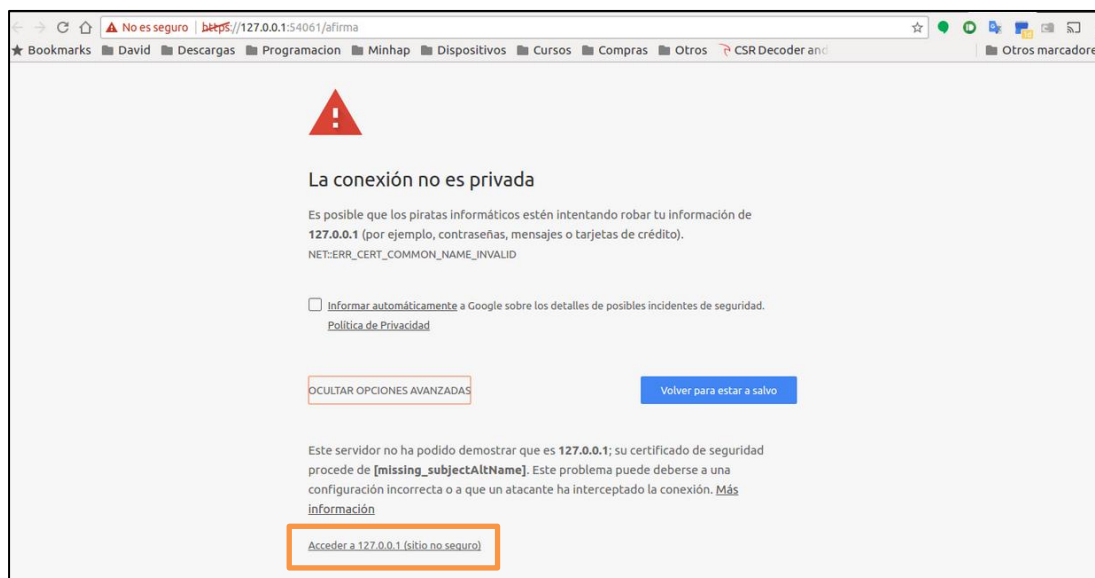 No es seguro https://127.0.0.1:54061/afirma
Bookmarks David Descargas Programacion Minhap Dispositivos Cursos Compras Otros CSR Decoder and Otros marcadore
La conexión no es privada
Es posible que los piratas informáticos estén intentando robar tu información de
127.0.0.1 (por ejemplo, contraseñas, mensajes o tarjetas de crédito).
NET::ERR_CERT_COMMON_NAME_INVALID
Informar automáticamente a Google sobre los detalles de posibles incidentes de seguridad.
Política de Privacidad
OCULTAR OPCIONES AVANZADAS Volver para estar a salvo
Este servidor no ha podido demostrar que es 127.0.0.1; su certificado de seguridad
procede de [missing_subjectAltName]. Este problema puede deberse a una
configuración incorrecta o a que un atacante ha interceptado la conexión. Más
información
Acceder a 127.0.0.1 (sitio no seguro)